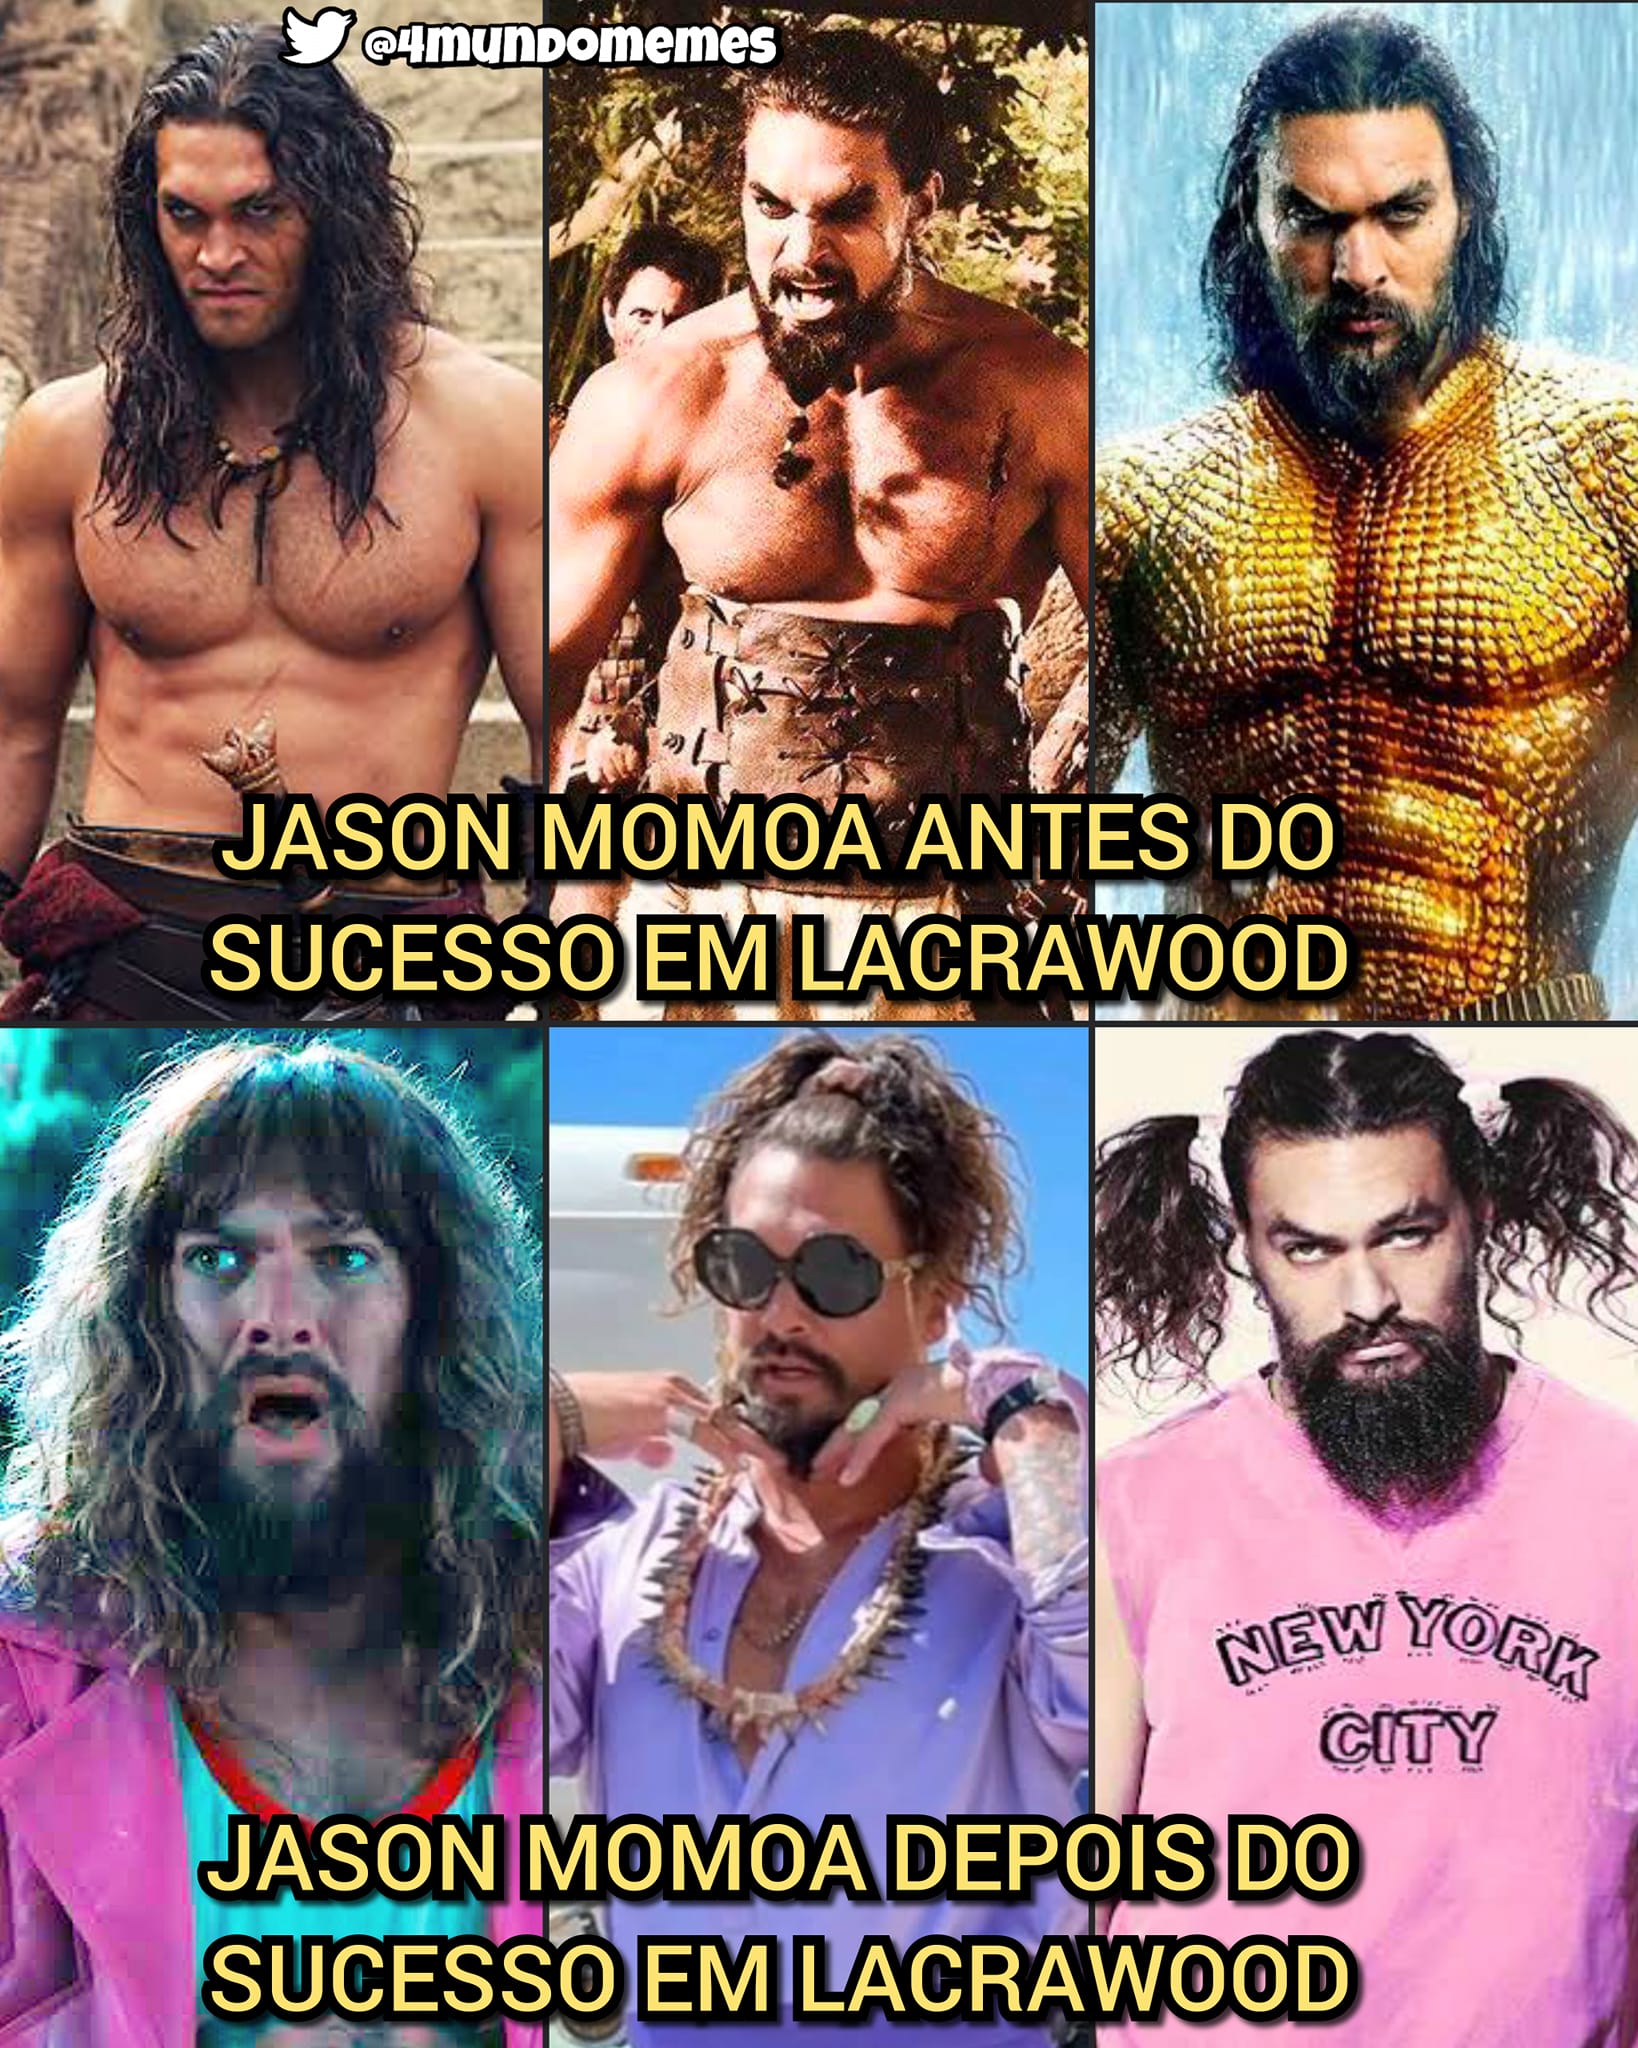 @4mundomemes
JASON MOMOA ANTES DO
SUCESSO EM LACRAWOOD
JASON MOMOA DEPOIS DO
SUCESSO EM LACRAWOOD
NEW YORK
CITY